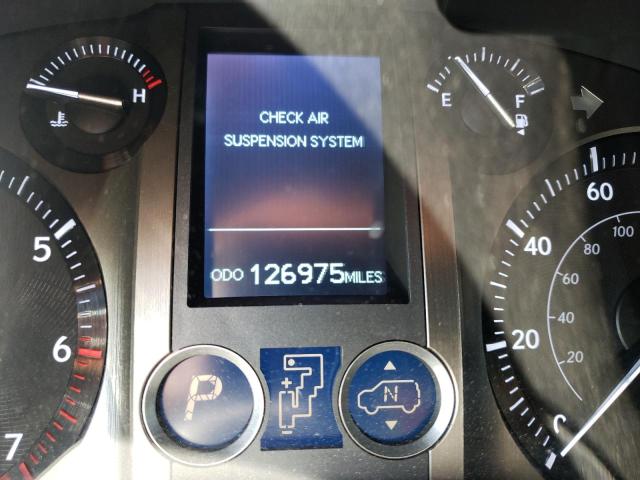 H
CHECK AIR
SUSPENSION SYSTEM
E
F
5
6
7
ODO 126975 MILES
P
+
N
60
40
20
100
80
60
40
20
C